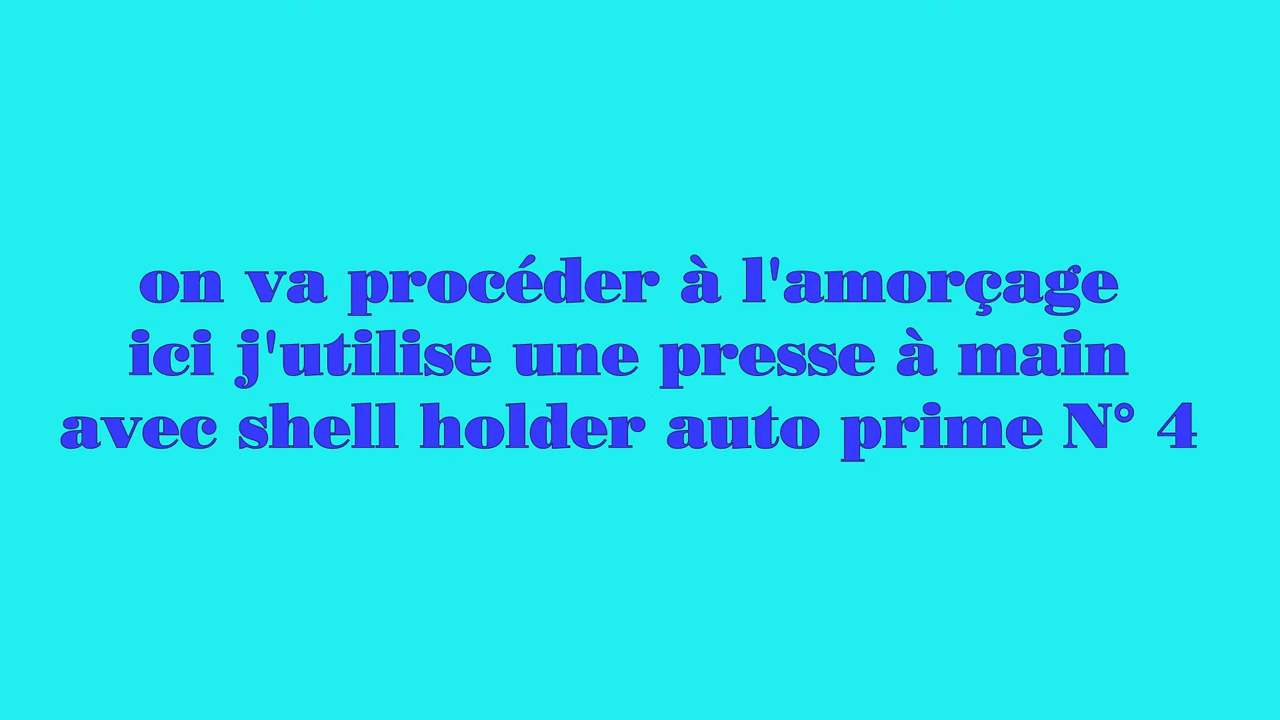 on va procéder à l'amorçage
ici j'utilise une presse à main
avec shell holder auto prime N° 4